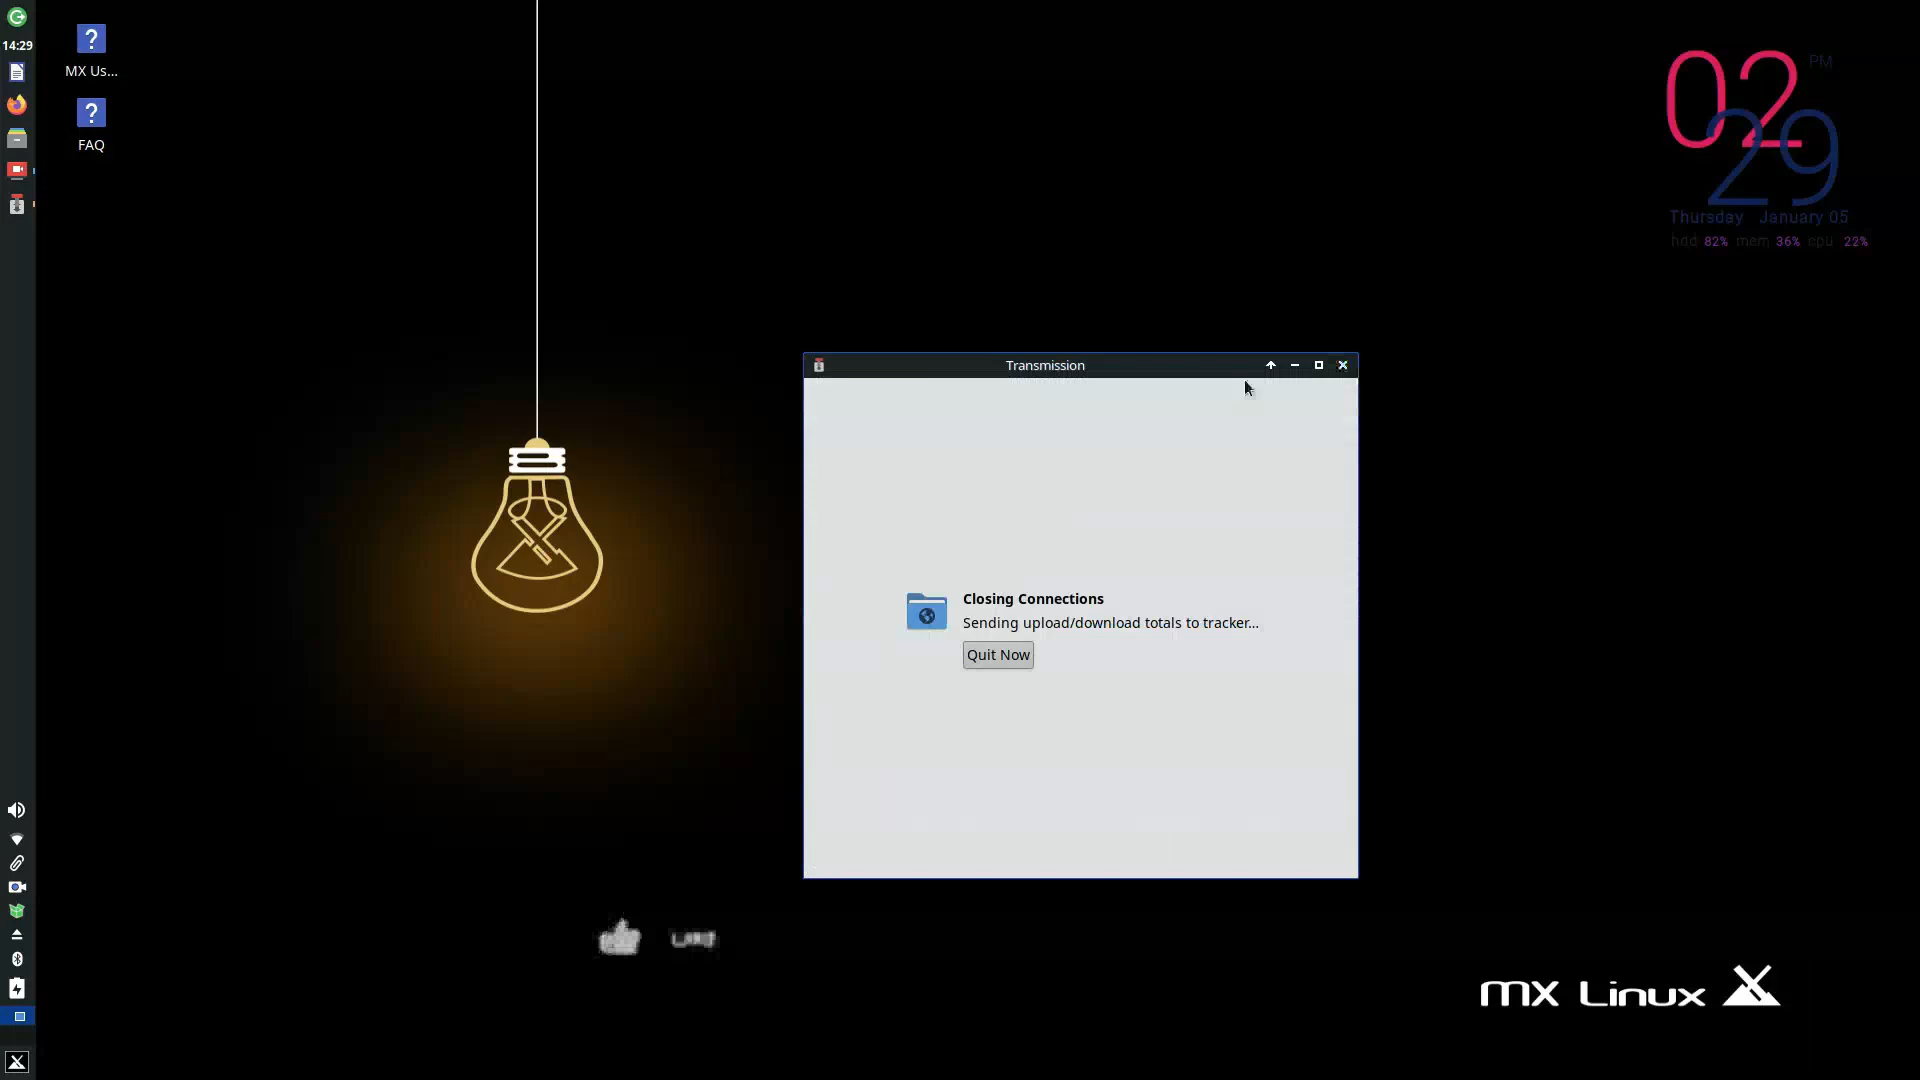 14:29
MX Us...
FAQ
02
PM
29
Thursday January 05
hdd 82% mem 36% cpu 22%
Transmission
Closing Connections
Sending upload/download totals to tracker...
Quit Now
MX Linux